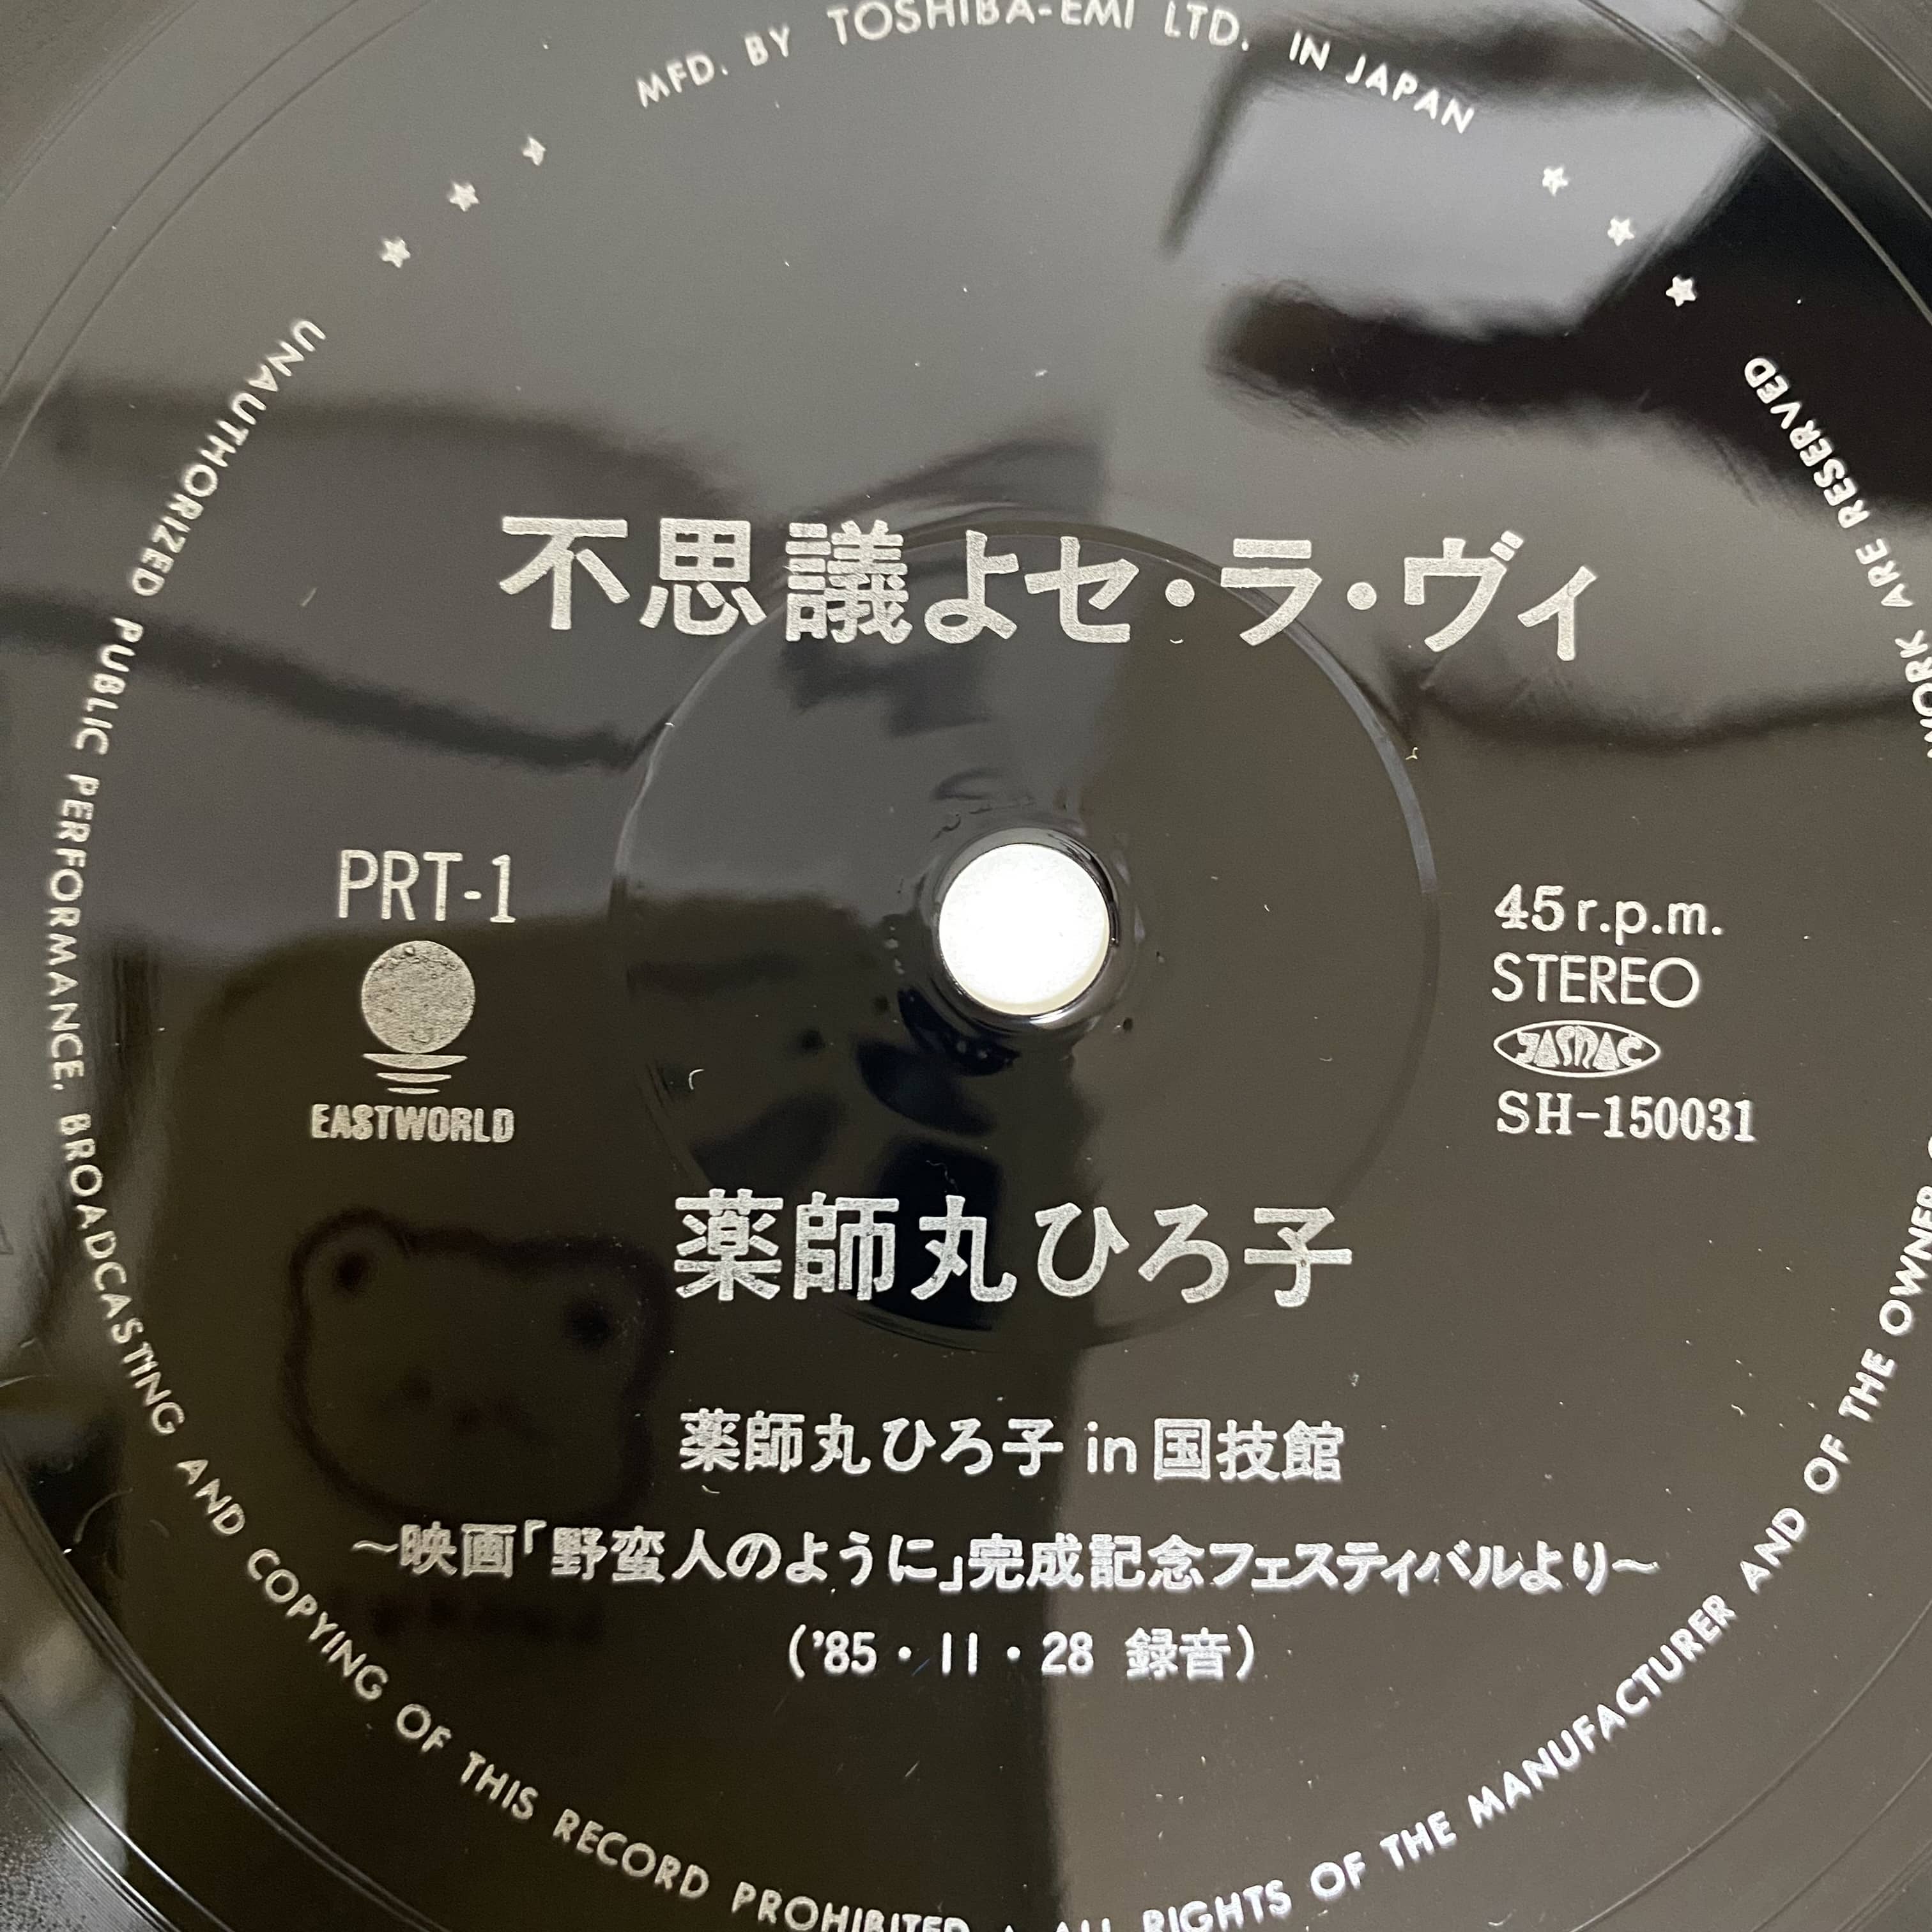 MFD. BY TOSHIBA-EMI LTD. IN JAPAN
不思議よセ・ラ・ヴィ
PRT-1
EASTWORLD
45 r.p.m.
STEREO
JASRAC
SH-150031
薬師丸ひろ子
薬師丸ひろ子 in 国技館
〜映画「野蛮人のように」完成記念フェスティバルより〜
('85・11・28 録音)
UNAUTHORIZED PUBLIC PERFORMANCE, BROADCASTING AND COPYING OF THIS RECORD PROHIBITED ALL RIGHTS OF THE MANUFACTURER AND OF THE OWNER WORK ARE RESERVED